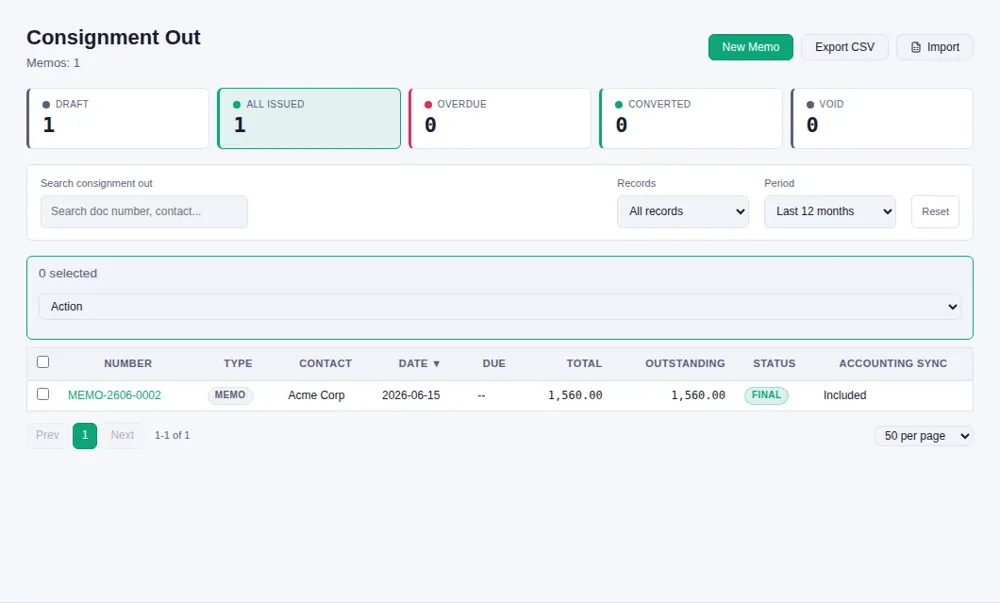 Consignment Out
Memos: 1
New Memo
Export CSV
Import
DRAFT
1
ALL ISSUED
1
OVERDUE
0
CONVERTED
0
VOID
0
Search consignment out
Search doc number, contact...
Records
All records
Period
Last 12 months
Reset
0 selected
Action
NUMBER TYPE CONTACT DATE ▼ DUE TOTAL OUTSTANDING STATUS ACCOUNTING SYNC
MEMO-2606-0002 MEMO Acme Corp 2026-06-15 -- 1,560.00 1,560.00 FINAL Included
Prev 1 Next 1-1 of 1
50 per page